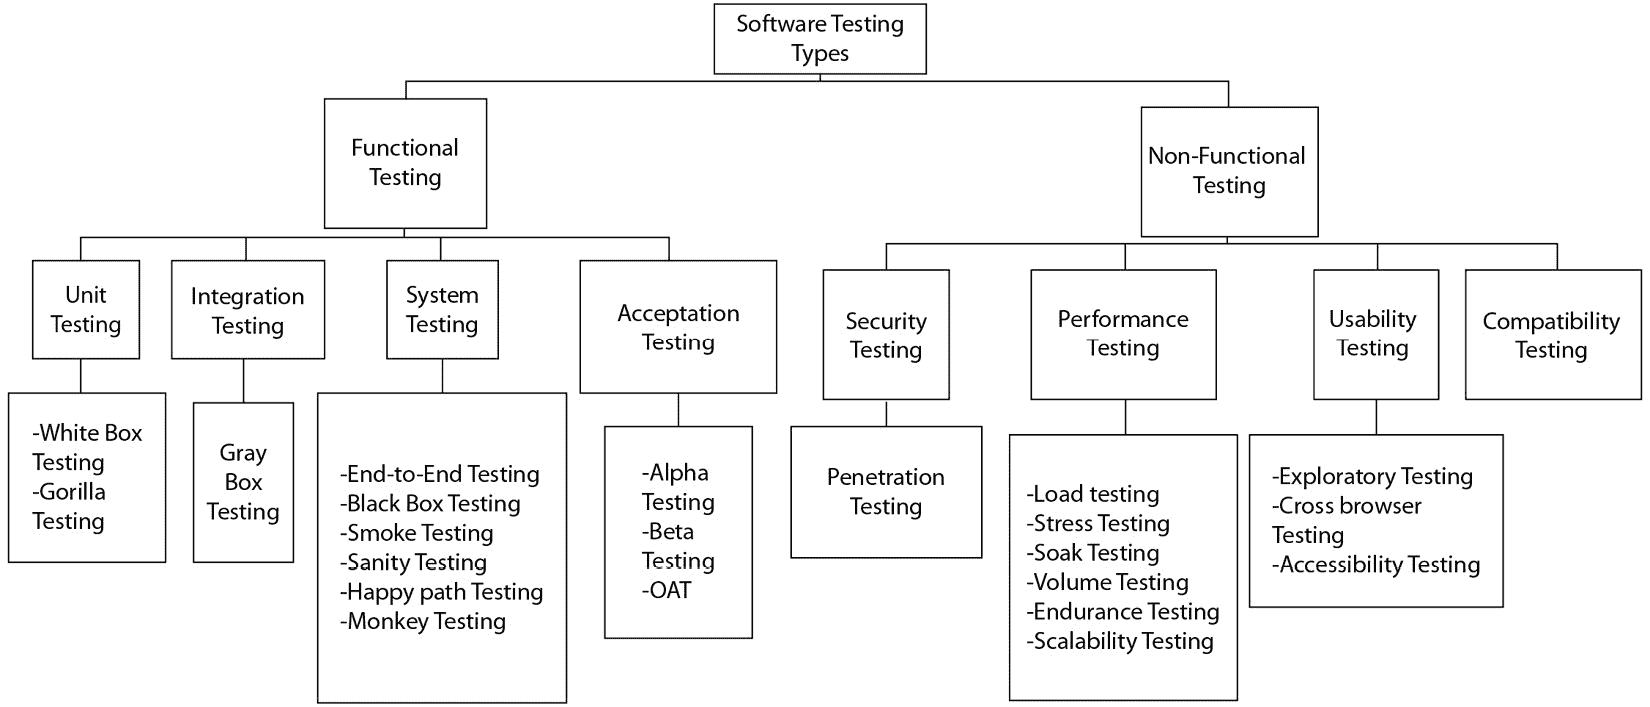 Software Testing
Types
Functional
Testing
Non-Functional
Testing
Unit
Testing
Integration
Testing
System
Testing
Acceptation
Testing
Security
Testing
Performance
Testing
Usability
Testing
Compatibility
Testing
-White Box
Testing
-Gorilla
Testing
Gray
Box
Testing
-End-to-End Testing
-Black Box Testing
-Smoke Testing
-Sanity Testing
-Happy path Testing
-Monkey Testing
-Alpha
Testing
-Beta
Testing
-OAT
Penetration
Testing
-Load testing
-Stress Testing
-Soak Testing
-Volume Testing
-Endurance Testing
-Scalability Testing
-Exploratory Testing
-Cross browser
Testing
-Accessibility Testing